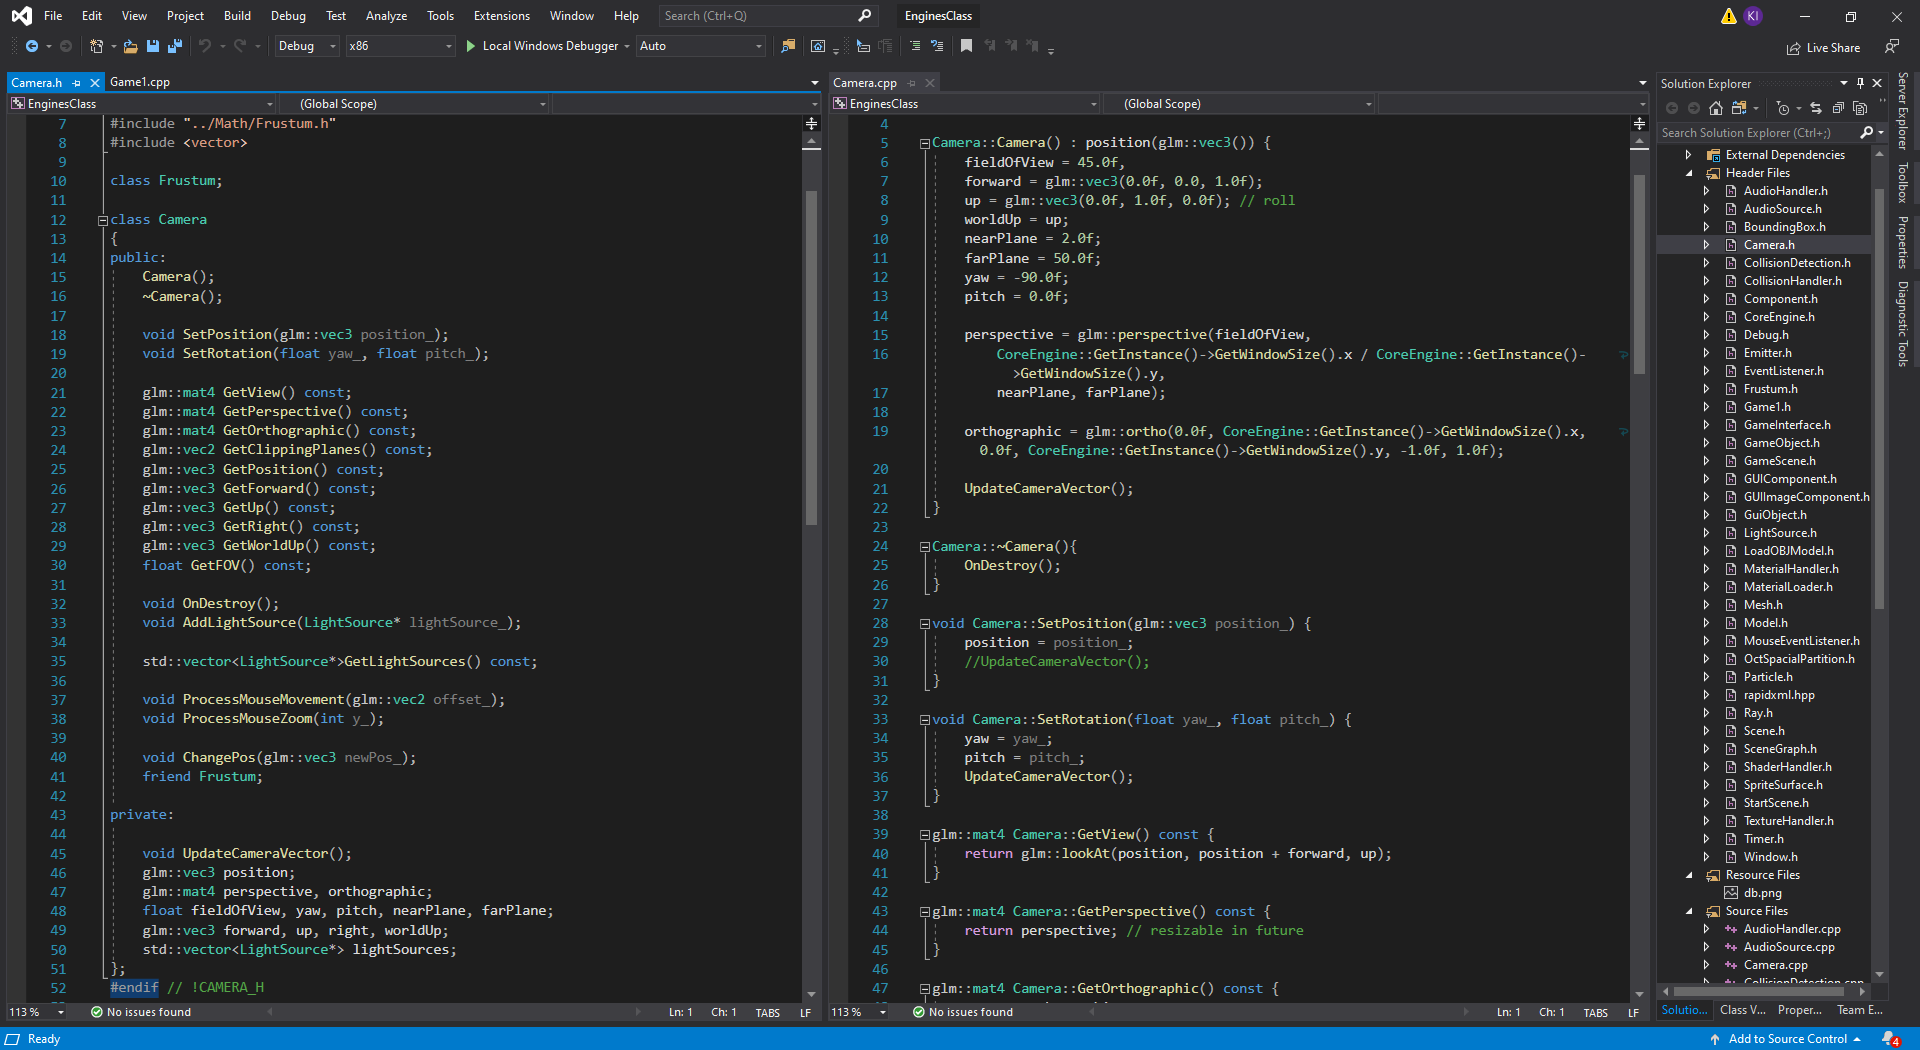 File Edit View Project Build Debug Test Analyze Tools Extensions Window Help Search (Ctrl+Q) EnginesClass KI
Debug x86 Local Windows Debugger Auto Live Share
Camera.h Game1.cpp
EnginesClass (Global Scope)
7 #include "../Math/Frustum.h"
8 #include <vector>
9
10 class Frustum;
11
12 class Camera
13 {
14 public:
15 Camera();
16 ~Camera();
17
18 void SetPosition(glm::vec3 position_);
19 void SetRotation(float yaw_, float pitch_);
20
21 glm::mat4 GetView() const;
22 glm::mat4 GetPerspective() const;
23 glm::mat4 GetOrthographic() const;
24 glm::vec2 GetClippingPlanes() const;
25 glm::vec3 GetPosition() const;
26 glm::vec3 GetForward() const;
27 glm::vec3 GetUp() const;
28 glm::vec3 GetRight() const;
29 glm::vec3 GetWorldUp() const;
30 float GetFOV() const;
31
32 void OnDestroy();
33 void AddLightSource(LightSource* lightSource_);
34
35 std::vector<LightSource*>GetLightSources() const;
36
37 void ProcessMouseMovement(glm::vec2 offset_);
38 void ProcessMouseZoom(int y_);
39
40 void ChangePos(glm::vec3 newPos_);
41 friend Frustum;
42
43 private:
44
45 void UpdateCameraVector();
46 glm::vec3 position;
47 glm::mat4 perspective, orthographic;
48 float fieldOfView, yaw, pitch, nearPlane, farPlane;
49 glm::vec3 forward, up, right, worldUp;
50 std::vector<LightSource*> lightSources;
51 };
52 #endif // !CAMERA_H
113 % No issues found Ln: 1 Ch: 1 TABS LF
Camera.cpp
EnginesClass (Global Scope)
4
5 Camera::Camera() : position(glm::vec3()) {
6 fieldOfView = 45.0f,
7 forward = glm::vec3(0.0f, 0.0, 1.0f);
8 up = glm::vec3(0.0f, 1.0f, 0.0f); // roll
9 worldUp = up;
10 nearPlane = 2.0f;
11 farPlane = 50.0f;
12 yaw = -90.0f;
13 pitch = 0.0f;
14
15 perspective = glm::perspective(fieldOfView,
16 CoreEngine::GetInstance()->GetWindowSize().x / CoreEngine::GetInstance()-
>GetWindowSize().y,
17 nearPlane, farPlane);
18
19 orthographic = glm::ortho(0.0f, CoreEngine::GetInstance()->GetWindowSize().x,
0.0f, CoreEngine::GetInstance()->GetWindowSize().y, -1.0f, 1.0f);
20
21 UpdateCameraVector();
22 }
23
24 Camera::~Camera(){
25 OnDestroy();
26 }
27
28 void Camera::SetPosition(glm::vec3 position_) {
29 position = position_;
30 //UpdateCameraVector();
31 }
32
33 void Camera::SetRotation(float yaw_, float pitch_) {
34 yaw = yaw_;
35 pitch = pitch_;
36 UpdateCameraVector();
37 }
38
39 glm::mat4 Camera::GetView() const {
40 return glm::lookAt(position, position + forward, up);
41 }
42
43 glm::mat4 Camera::GetPerspective() const {
44 return perspective; // resizable in future
45 }
46
47 glm::mat4 Camera::GetOrthographic() const {
113 % No issues found Ln: 1 Ch: 1 TABS LF
Solution Explorer
Search Solution Explorer (Ctrl+;)
External Dependencies
Header Files
AudioHandler.h
AudioSource.h
BoundingBox.h
Camera.h
CollisionDetection.h
CollisionHandler.h
Component.h
CoreEngine.h
Debug.h
Emitter.h
EventListener.h
Frustum.h
Game1.h
GameInterface.h
GameObject.h
GameScene.h
GUIComponent.h
GUIImageComponent.h
GuiObject.h
LightSource.h
LoadOBJModel.h
MaterialHandler.h
MaterialLoader.h
Mesh.h
Model.h
MouseEventListener.h
OctSpacialPartition.h
Particle.h
rapidxml.hpp
Ray.h
Scene.h
SceneGraph.h
ShaderHandler.h
SpriteSurface.h
StartScene.h
TextureHandler.h
Timer.h
Window.h
Resource Files
db.png
Source Files
AudioHandler.cpp
AudioSource.cpp
Camera.cpp
CollisionDetection.cpp
Solutio... Class V... Proper... Team E...
Server Explorer
Toolbox
Properties
Diagnostic Tools
Ready Add to Source Control 4